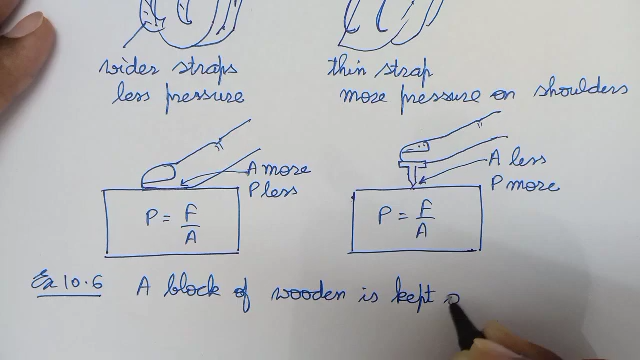 wider straps
less pressure
thin strap
more pressure on shoulders
A more
P less
P = F/A
A less
P more
P = F/A
Ex 10.6 A block of wooden is kept o